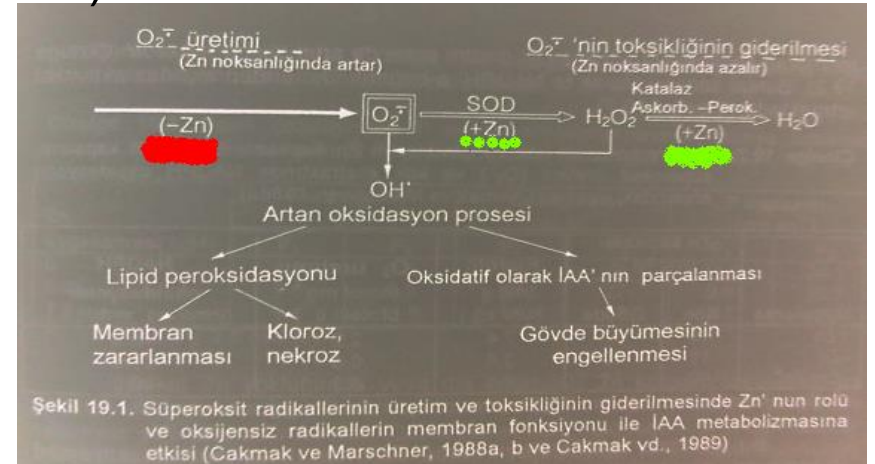 O₂⁻ üretimi
(Zn noksanlığında artar)
O₂⁻ 'nin toksikliğinin giderilmesi
(Zn noksanlığında azalır)
(−Zn)
O₂⁻
SOD
(+Zn)
H₂O₂
Katalaz
Askorb. –Perok.
(+Zn)
H₂O
OH˙
Artan oksidasyon prosesi
Lipid peroksidasyonu
Oksidatif olarak İAA' nın parçalanması
Membran
zararlanması
Kloroz,
nekroz
Gövde büyümesinin
engellenmesi
Şekil 19.1. Süperoksit radikallerinin üretim ve toksikliğinin giderilmesinde Zn' nun rolü
ve oksijensiz radikallerin membran fonksiyonu ile İAA metabolizmasına
etkisi (Cakmak ve Marschner, 1988a, b ve Cakmak vd., 1989)